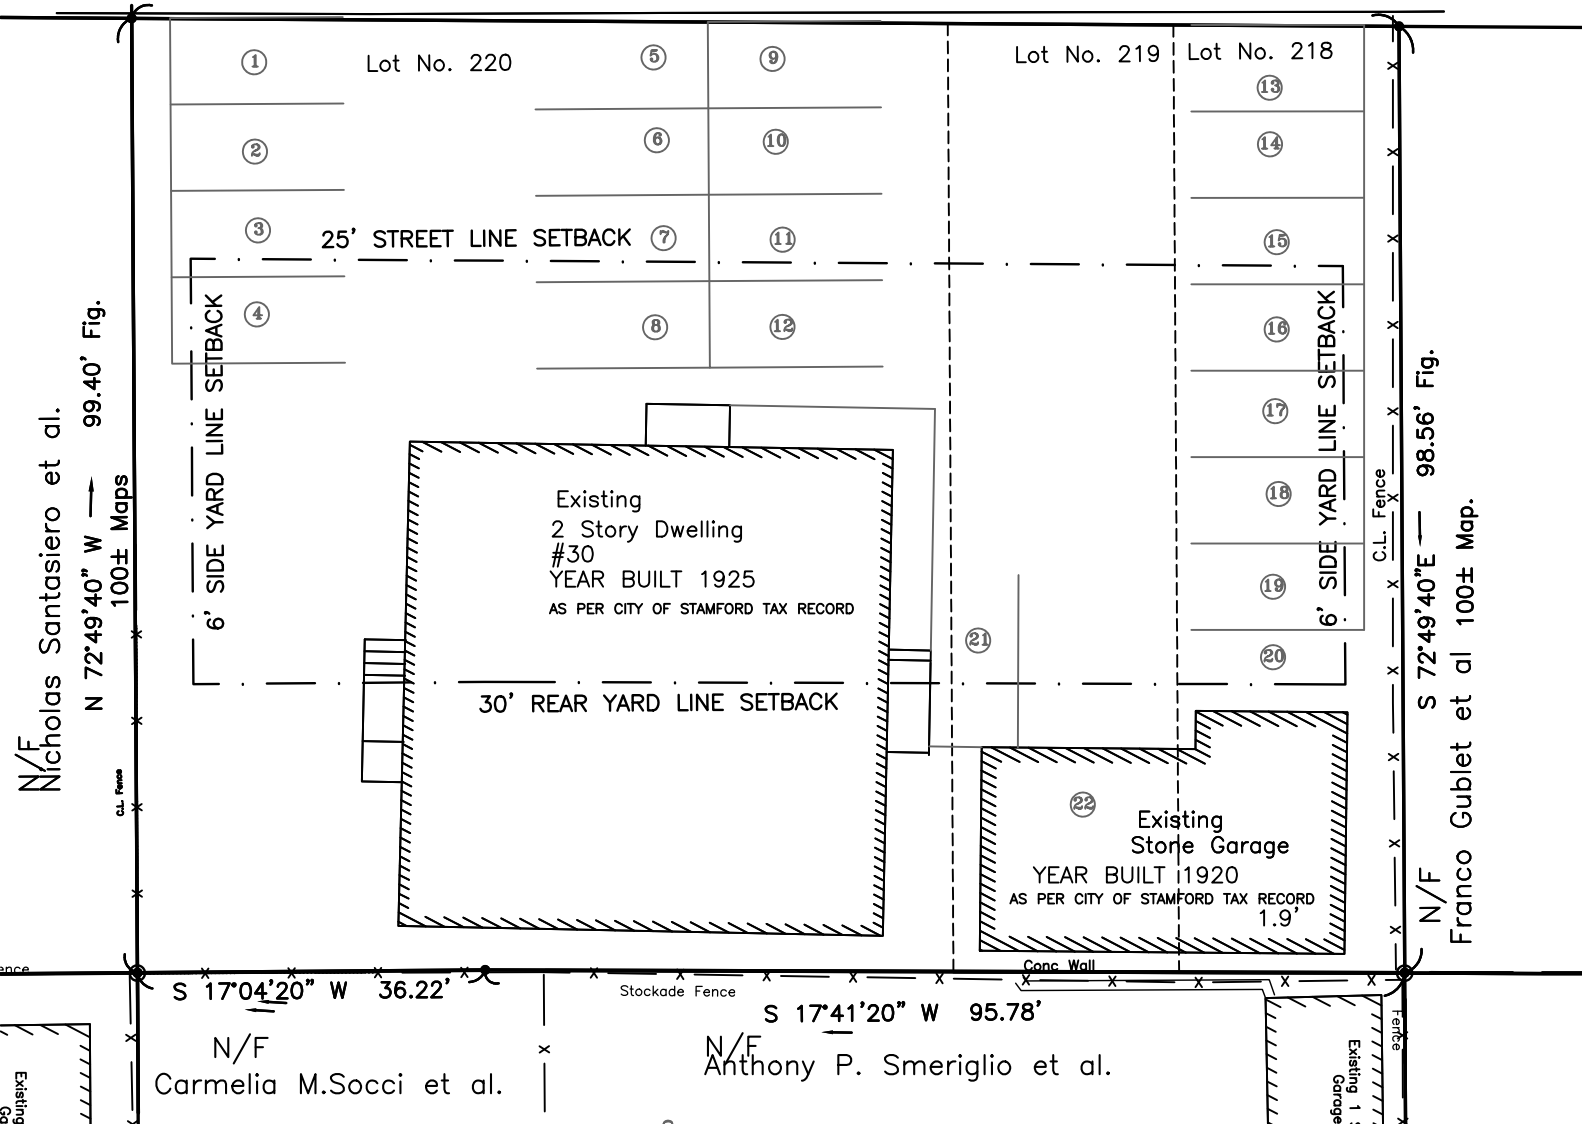 1
Lot No. 220
5
9
Lot No. 219
Lot No. 218
13
2
6
10
14
3
25' STREET LINE SETBACK
7
11
15
4
8
12
16
6' SIDE YARD LINE SETBACK
6' SIDE YARD LINE SETBACK
17
18
19
20
21
22
N/F
Nicholas Santasiero et al.
N 72°49'40" W 99.40' Fig.
100± Maps
C.L. Fence
Existing
2 Story Dwelling
#30
YEAR BUILT 1925
AS PER CITY OF STAMFORD TAX RECORD
30' REAR YARD LINE SETBACK
C.L. Fence
S 72°49'40"E 98.56' Fig.
N/F
Franco Gublet et al 100± Map.
Existing
Stone Garage
YEAR BUILT 1920
AS PER CITY OF STAMFORD TAX RECORD
1.9'
Conc Wall
ence
S 17°04'20" W 36.22'
Stockade Fence
S 17°41'20" W 95.78'
N/F
Carmelia M.Socci et al.
N/F
Anthony P. Smeriglio et al.
Fence
Existing
Ga
Existing 1 S
Garage